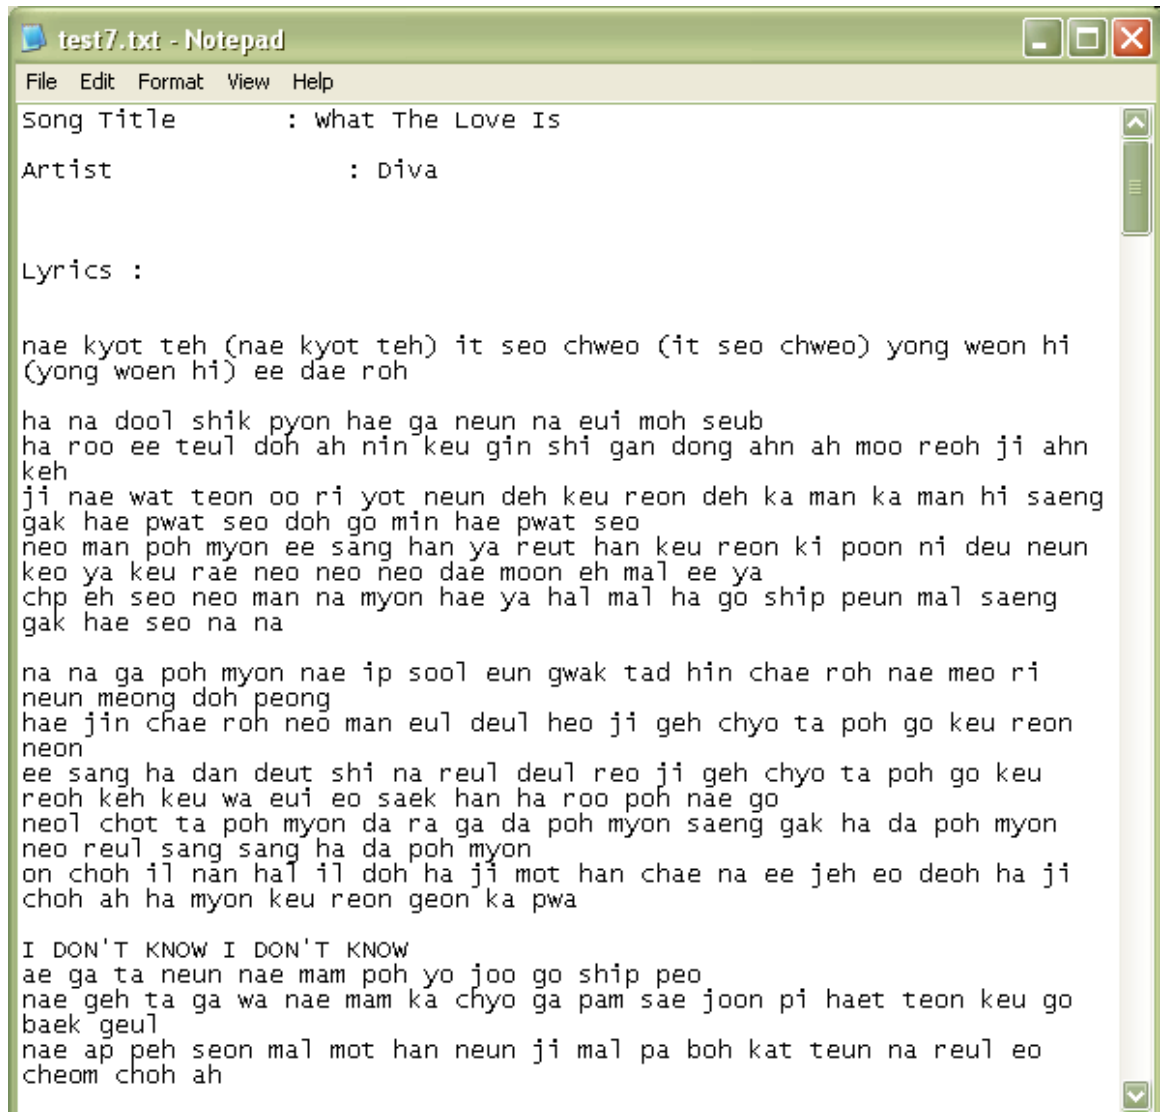 test7.txt - Notepad
File Edit Format View Help
Song Title : What The Love Is
Artist : Diva
Lyrics :
nae kyot teh (nae kyot teh) it seo chweo (it seo chweo) yong weon hi
(yong woen hi) ee dae roh
ha na dool shik pyon hae ga neun na eui moh seub
ha roo ee teul doh ah nin keu gin shi gan dong ahn ah moo reoh ji ahn
keh
ji nae wat teon oo ri yot neun deh keu reon deh ka man ka man hi saeng
gak hae pwat seo doh go min hae pwat seo
neo man poh myon ee sang han ya reut han keu reon ki poon ni deu neun
keo ya keu rae neo neo neo dae moon eh mal ee ya
chp eh seo neo man na myon hae ya hal mal ha go ship peun mal saeng
gak hae seo na na
na na ga poh myon nae ip sool eun gwak tad hin chae roh nae meo ri
neun meong doh peong
hae jin chae roh neo man eul deul heo ji geh chyo ta poh go keu reon
neon
ee sang ha dan deut shi na reul deul reo ji geh chyo ta poh go keu
reoh keh keu wa eui eo saek han ha roo poh nae go
neol chot ta poh myon da ra ga da poh myon saeng gak ha da poh myon
neo reul sang sang ha da poh myon
on choh il nan hal il doh ha ji mot han chae na ee jeh eo deoh ha ji
choh ah ha myon keu reon geon ka pwa
I DON'T KNOW I DON'T KNOW
ae ga ta neun nae mam poh yo joo go ship peo
nae geh ta ga wa nae mam ka chyo ga pam sae joon pi haet teon keu go
baek geul
nae ap peh seon mal mot han neun ji mal pa boh kat teun na reul eo
cheom choh ah